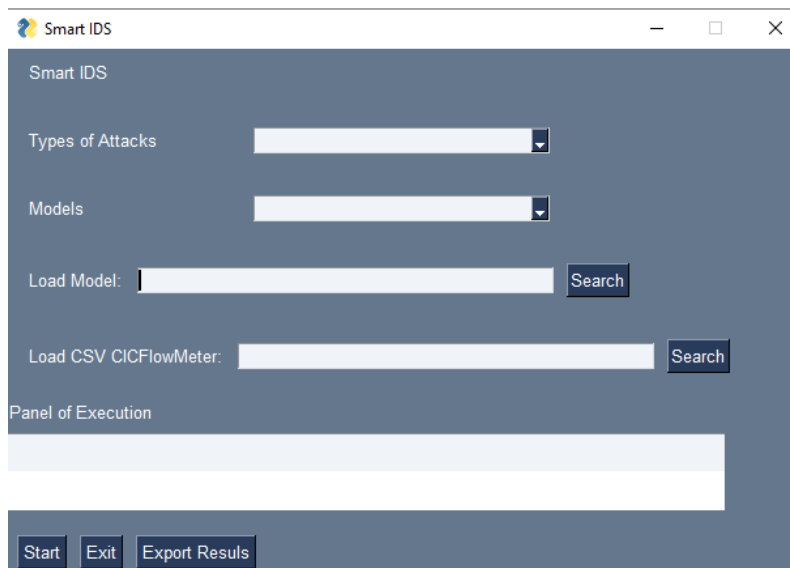 Smart IDS
Smart IDS
Types of Attacks
Models
Load Model: Search
Load CSV CICFlowMeter: Search
Panel of Execution
Start Exit Export Resuls